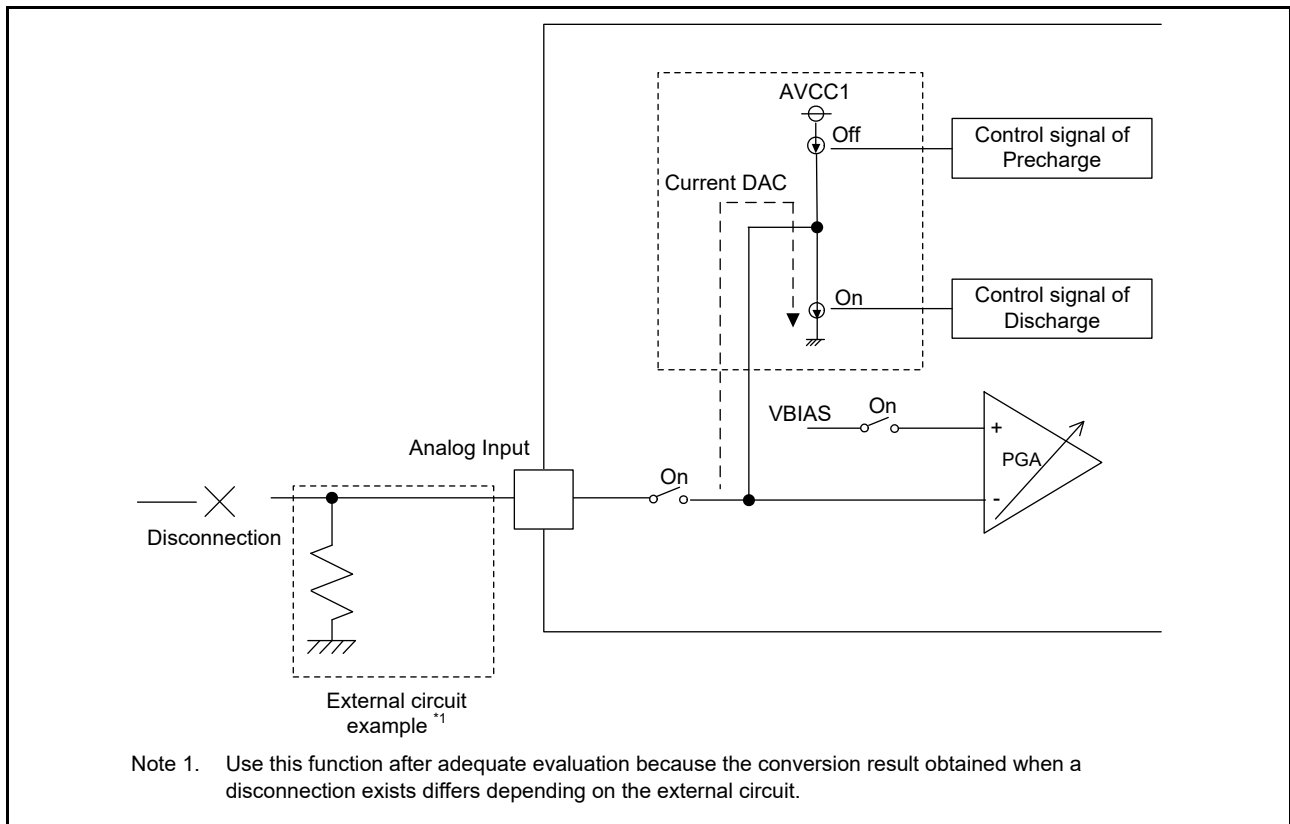 AVCC1
Off
Control signal of
Precharge
Current DAC
On
Control signal of
Discharge
VBIAS
On
+
PGA
-
Analog Input
On
Disconnection
External circuit
example *1
Note 1. Use this function after adequate evaluation because the conversion result obtained when a
disconnection exists differs depending on the external circuit.